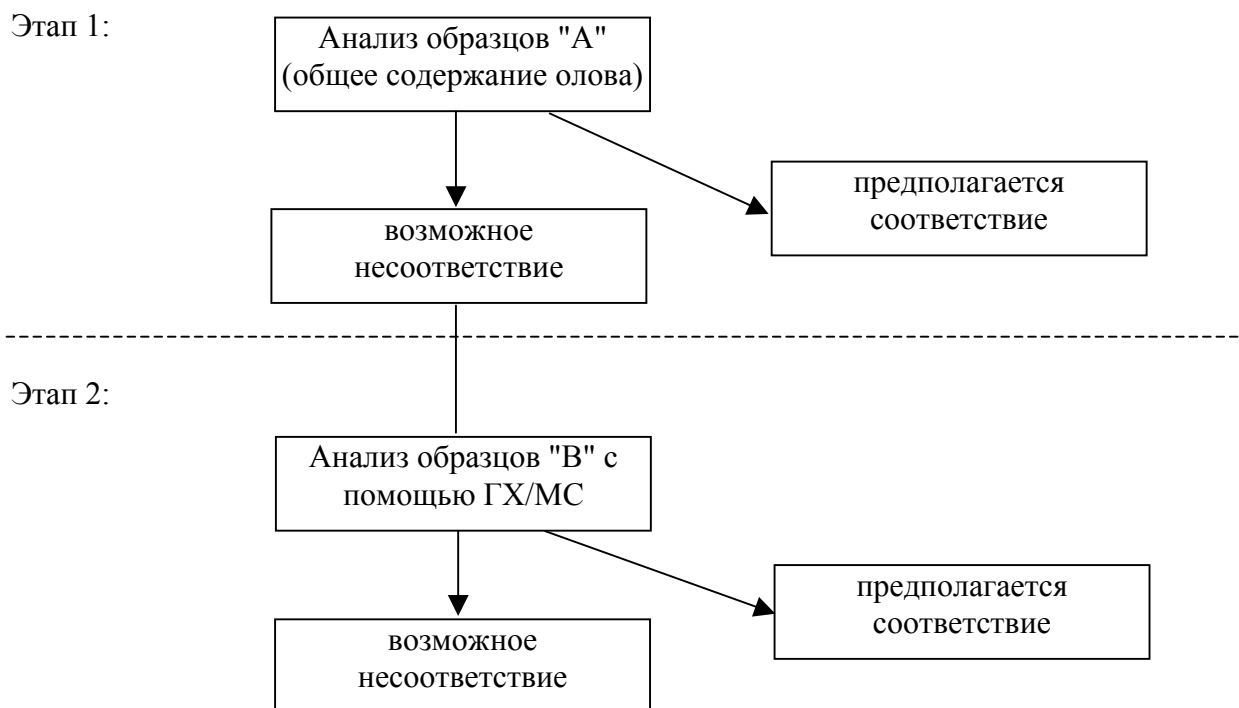 Этап 1:
Анализ образцов "А"
(общее содержание олова)
предполагается
соответствие
возможное
несоответствие
Этап 2:
Анализ образцов "В" с
помощью ГХ/МС
предполагается
соответствие
возможное
несоответствие